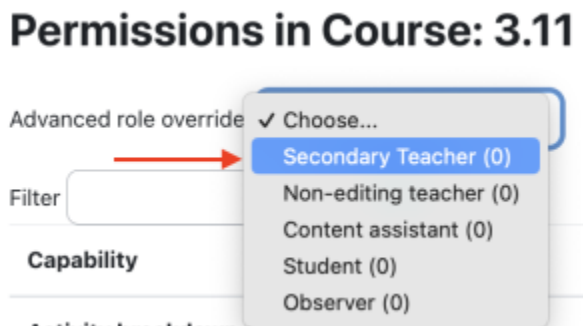 Permissions in Course: 3.11
Advanced role override
✓ Choose...
Secondary Teacher (0)
Non-editing teacher (0)
Filter
Content assistant (0)
Capability
Student (0)
Observer (0)